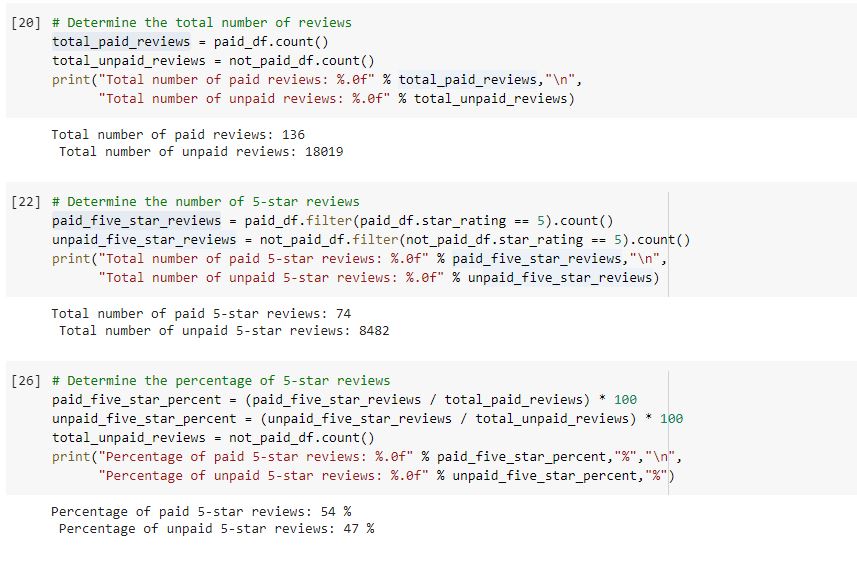 [20] # Determine the total number of reviews
total_paid_reviews = paid_df.count()
total_unpaid_reviews = not_paid_df.count()
print("Total number of paid reviews: %.0f" % total_paid_reviews,"\n",
"Total number of unpaid reviews: %.0f" % total_unpaid_reviews)
Total number of paid reviews: 136
Total number of unpaid reviews: 18019
[22] # Determine the number of 5-star reviews
paid_five_star_reviews = paid_df.filter(paid_df.star_rating == 5).count()
unpaid_five_star_reviews = not_paid_df.filter(not_paid_df.star_rating == 5).count()
print("Total number of paid 5-star reviews: %.0f" % paid_five_star_reviews,"\n",
"Total number of unpaid 5-star reviews: %.0f" % unpaid_five_star_reviews)
Total number of paid 5-star reviews: 74
Total number of unpaid 5-star reviews: 8482
[26] # Determine the percentage of 5-star reviews
paid_five_star_percent = (paid_five_star_reviews / total_paid_reviews) * 100
unpaid_five_star_percent = (unpaid_five_star_reviews / total_unpaid_reviews) * 100
total_unpaid_reviews = not_paid_df.count()
print("Percentage of paid 5-star reviews: %.0f" % paid_five_star_percent,"%","\n",
"Percentage of unpaid 5-star reviews: %.0f" % unpaid_five_star_percent,"%")
Percentage of paid 5-star reviews: 54 %
Percentage of unpaid 5-star reviews: 47 %